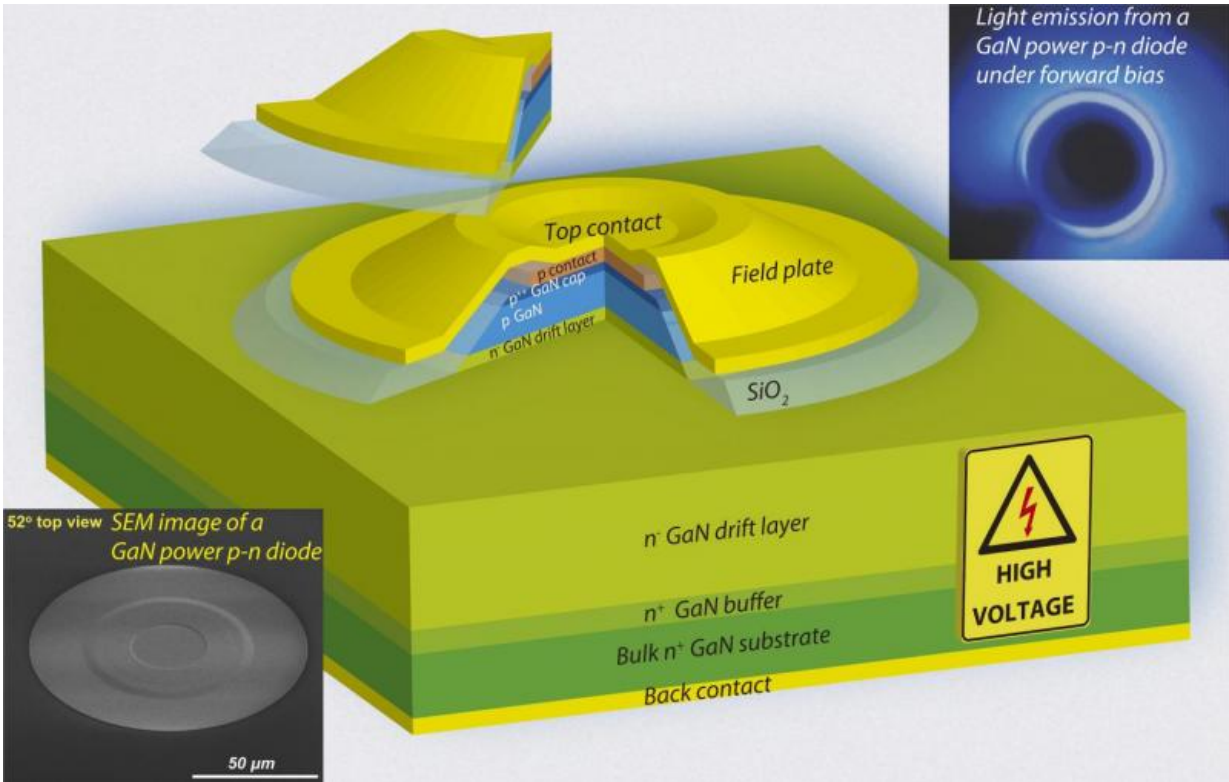 Light emission from a
GaN power p-n diode
under forward bias
Top contact
p contact
p⁺⁺ GaN cap
p GaN
n⁻ GaN drift layer
Field plate
SiO₂
n⁻ GaN drift layer
n⁺ GaN buffer
Bulk n⁺ GaN substrate
Back contact
HIGH
VOLTAGE
52º top view SEM image of a
GaN power p-n diode
50 μm